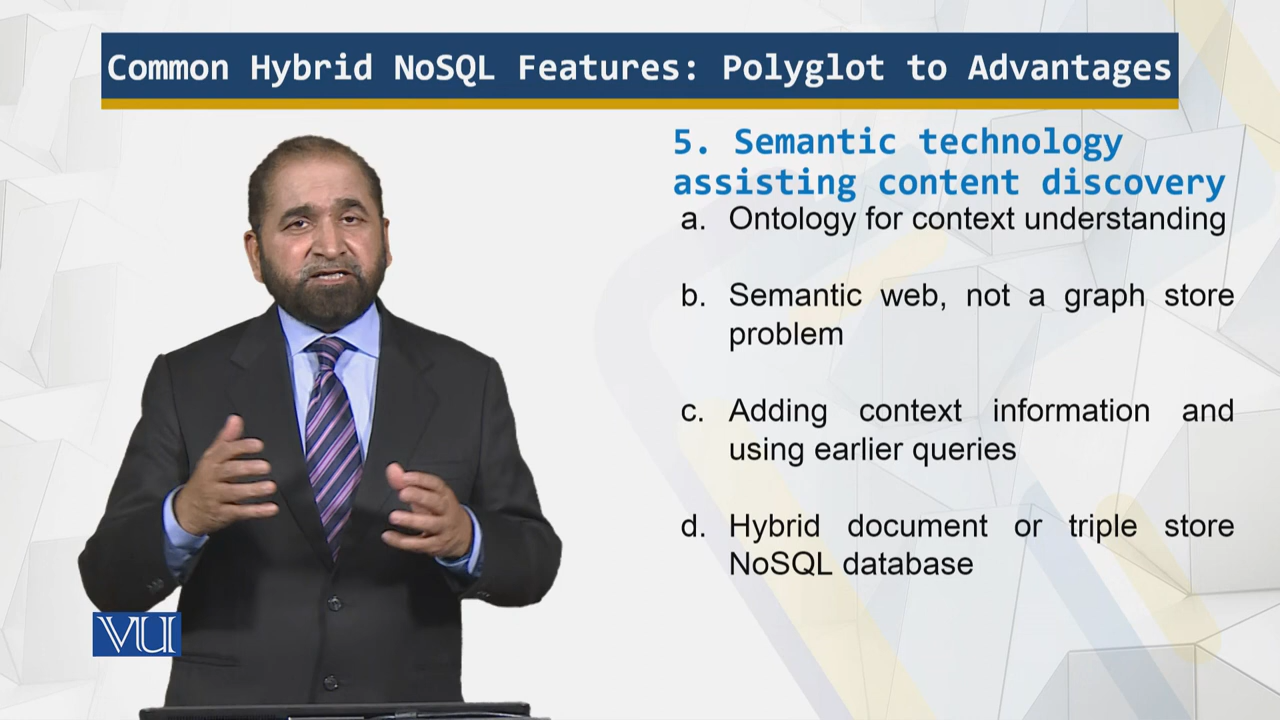 Common Hybrid NoSQL Features: Polyglot to Advantages
5. Semantic technology
assisting content discovery
a. Ontology for context understanding
b. Semantic web, not a graph store
problem
c. Adding context information and
using earlier queries
d. Hybrid document or triple store
NoSQL database
VU